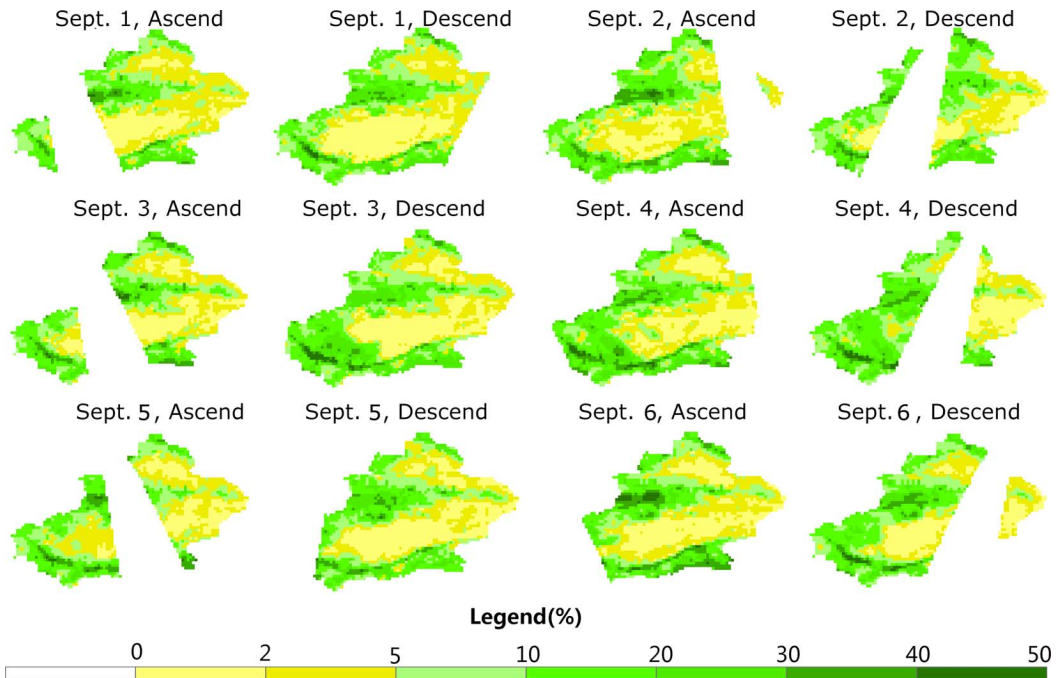 Sept. 1, Ascend
Sept. 1, Descend
Sept. 2, Ascend
Sept. 2, Descend
Sept. 3, Ascend
Sept. 3, Descend
Sept. 4, Ascend
Sept. 4, Descend
Sept. 5, Ascend
Sept. 5, Descend
Sept. 6, Ascend
Sept. 6 , Descend
Legend(%)
0 2 5 10 20 30 40 50